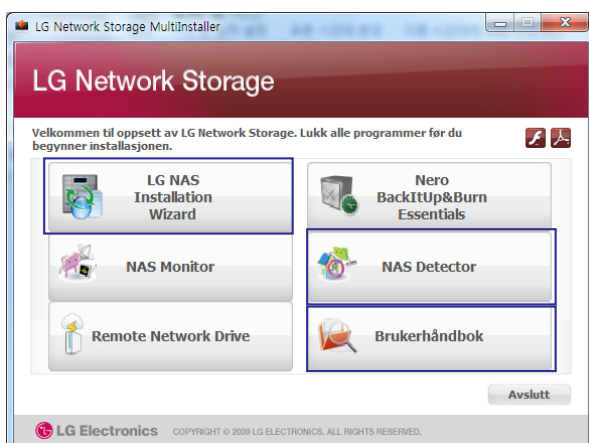 LG Network Storage MultiInstaller
LG Network Storage
Velkommen til oppsett av LG Network Storage. Lukk alle programmer før du
begynner installasjonen.
LG NAS
Installation
Wizard
Nero
BackItUp&Burn
Essentials
NAS Monitor
NAS Detector
Remote Network Drive
Brukerhåndbok
Avslutt
LG Electronics COPYRIGHT © 2009 LG ELECTRONICS. ALL RIGHTS RESERVED.